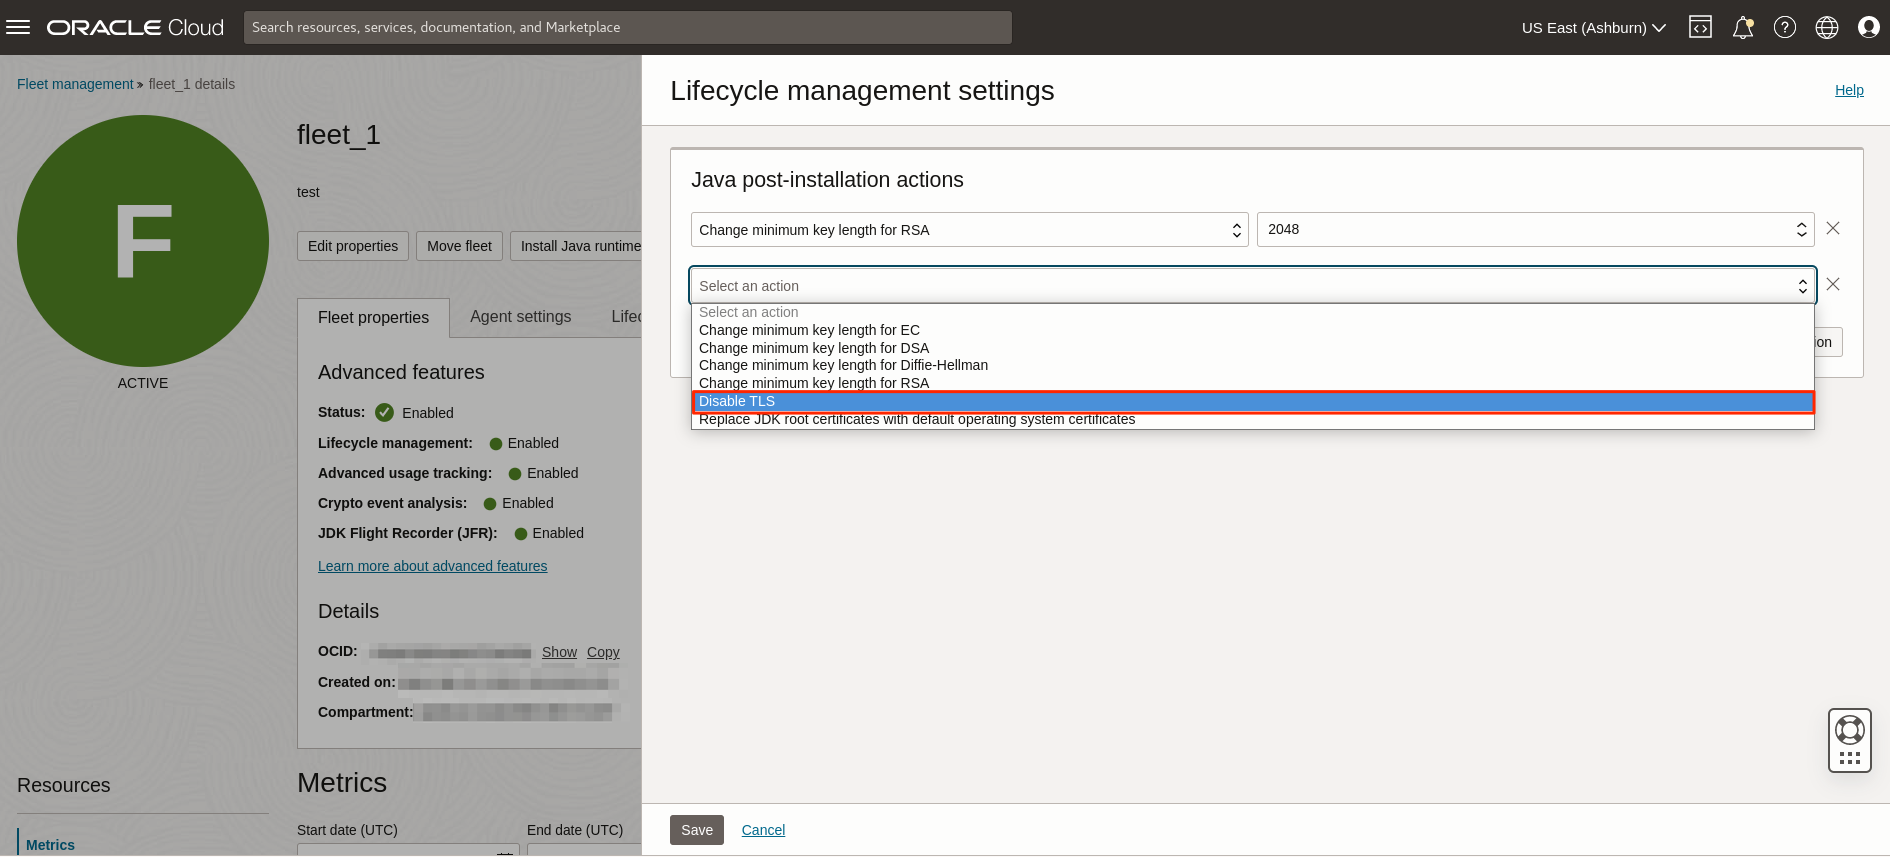 ORACLE Cloud
Search resources, services, documentation, and Marketplace
US East (Ashburn)
Fleet management » fleet_1 details
F
ACTIVE
fleet_1
test
Edit properties
Move fleet
Install Java runtime
Fleet properties
Agent settings
Lifec
Advanced features
Status: Enabled
Lifecycle management: Enabled
Advanced usage tracking: Enabled
Crypto event analysis: Enabled
JDK Flight Recorder (JFR): Enabled
Learn more about advanced features
Details
OCID: Show Copy
Created on:
Compartment:
Resources
Metrics
Metrics
Start date (UTC)
End date (UTC)
Lifecycle management settings
Help
Java post-installation actions
Change minimum key length for RSA
2048
Select an action
Select an action
Change minimum key length for EC
Change minimum key length for DSA
Change minimum key length for Diffie-Hellman
Change minimum key length for RSA
Disable TLS
Replace JDK root certificates with default operating system certificates
ion
Save
Cancel